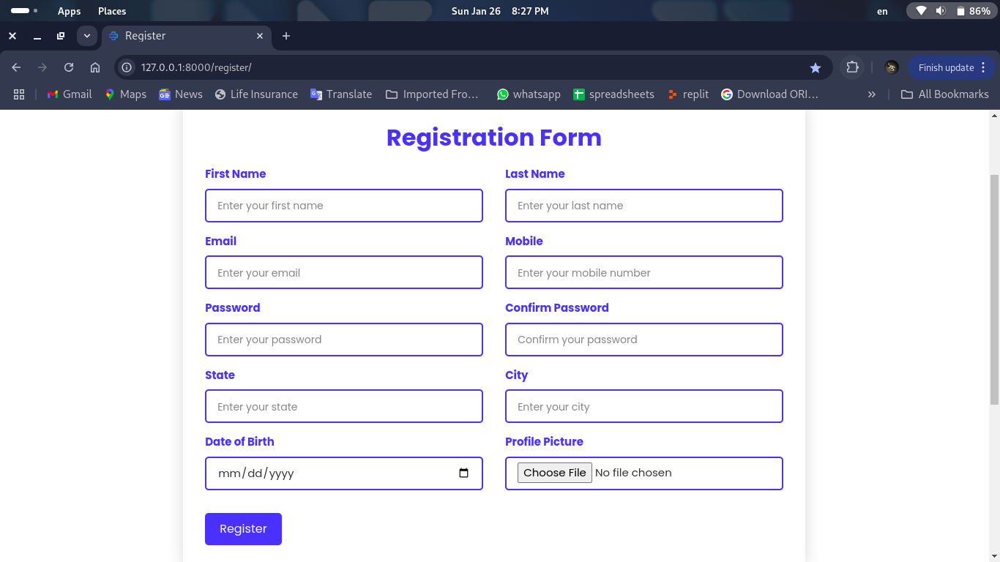 Apps Places Sun Jan 26 8:27 PM en 86%
Register
127.0.0.1:8000/register/ Finish update
Gmail Maps News Life Insurance Translate Imported Fro... whatsapp spreadsheets replit Download ORI... » All Bookmarks
Registration Form
First Name Last Name
Enter your first name Enter your last name
Email Mobile
Enter your email Enter your mobile number
Password Confirm Password
Enter your password Confirm your password
State City
Enter your state Enter your city
Date of Birth Profile Picture
mm/dd/yyyy Choose File No file chosen
Register